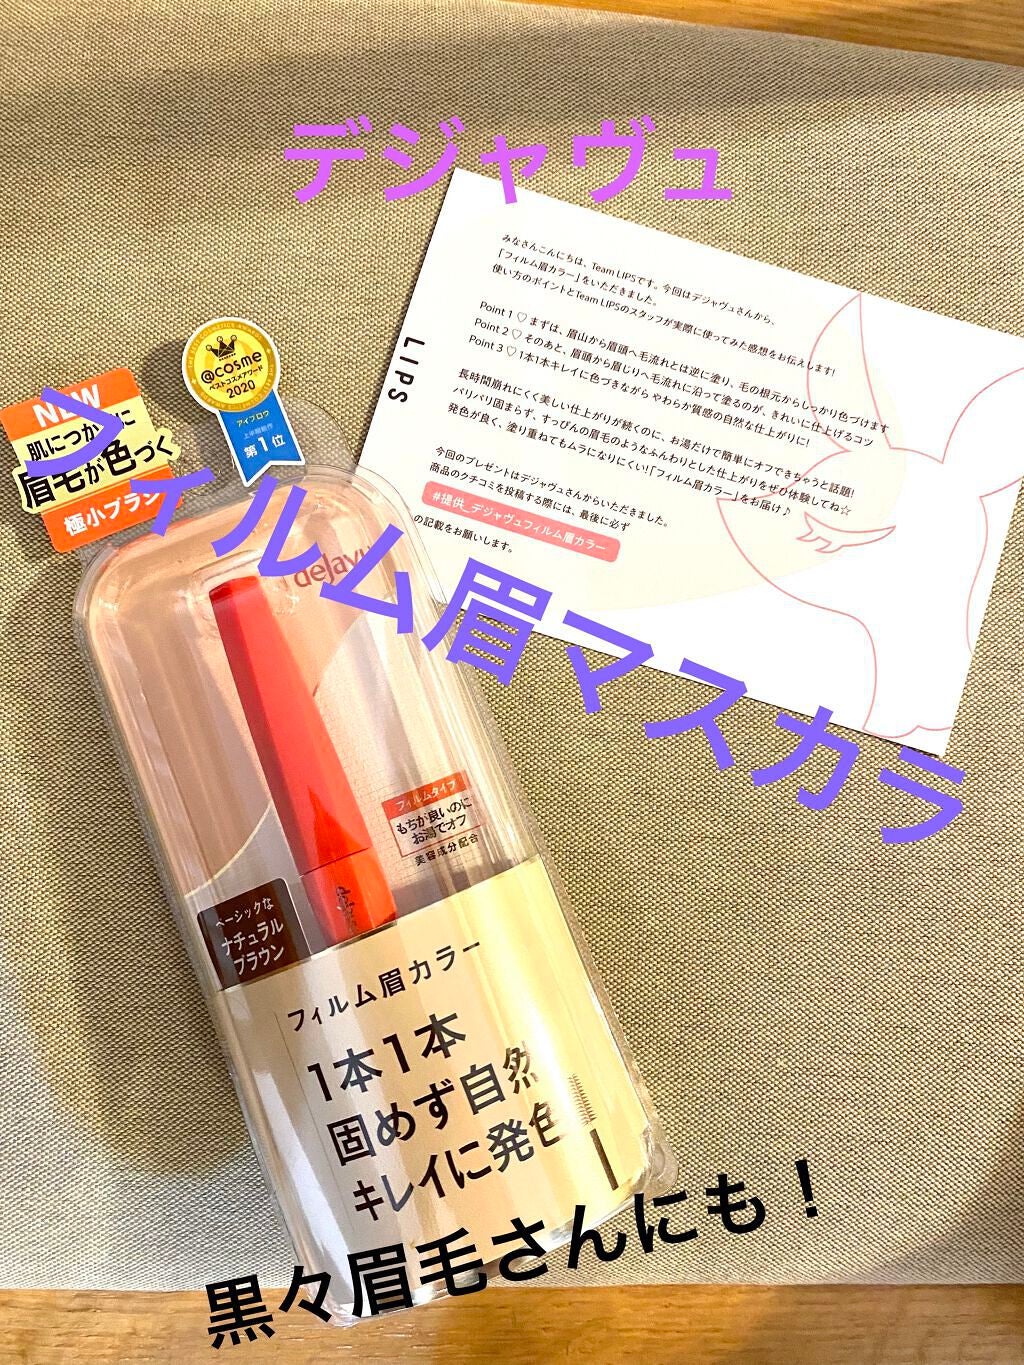 デジャヴュ
フィルム眉マスカラ
黒々眉毛さんにも！
LIPS
みなさんこんにちは、Team LIPSです。今回はデジャヴュさんから、
「フィルム眉カラー」をいただきました。
使い方のポイントとTeam LIPSのスタッフが実際に使ってみた感想をお伝えします!
Point 1 ♡ まずは、眉山から眉頭へ毛流れとは逆に塗り、毛の根元からしっかり色づけます
Point 2 ♡ そのあと、眉頭から眉じりへ毛流れに沿って塗るのが、きれいに仕上げるコツ
Point 3 ♡ 1本1本キレイに色づきながら やわらか質感の自然な仕上がりに!
長時間崩れにくく美しい仕上がりが続くのに、お湯だけで簡単にオフできちゃうと話題!
パリパリ固まらず、すっぴんの眉毛のようなふんわりとした仕上がりをぜひ体験してね☆
発色が良く、塗り重ねてもムラになりにくい!「フィルム眉カラー」をお届け♪
今回のプレゼントはデジャヴュさんからいただきました。
商品のクチコミを投稿する際には、最後に必ず
#提供_デジャヴュフィルム眉カラー
の記載をお願いします。
@cosme
ベストコスメアワード
2020
アイブロウ
上半期新作
第1位
NEW
肌につかずに
眉毛が色づく
極小ブラシ
dejavu
フィルムタイプ
もちが良いのに
お湯でオフ
美容成分配合
ベーシックな
ナチュラル
ブラウン
フィルム眉カラー
1本1本
固めず自然
キレイに発色